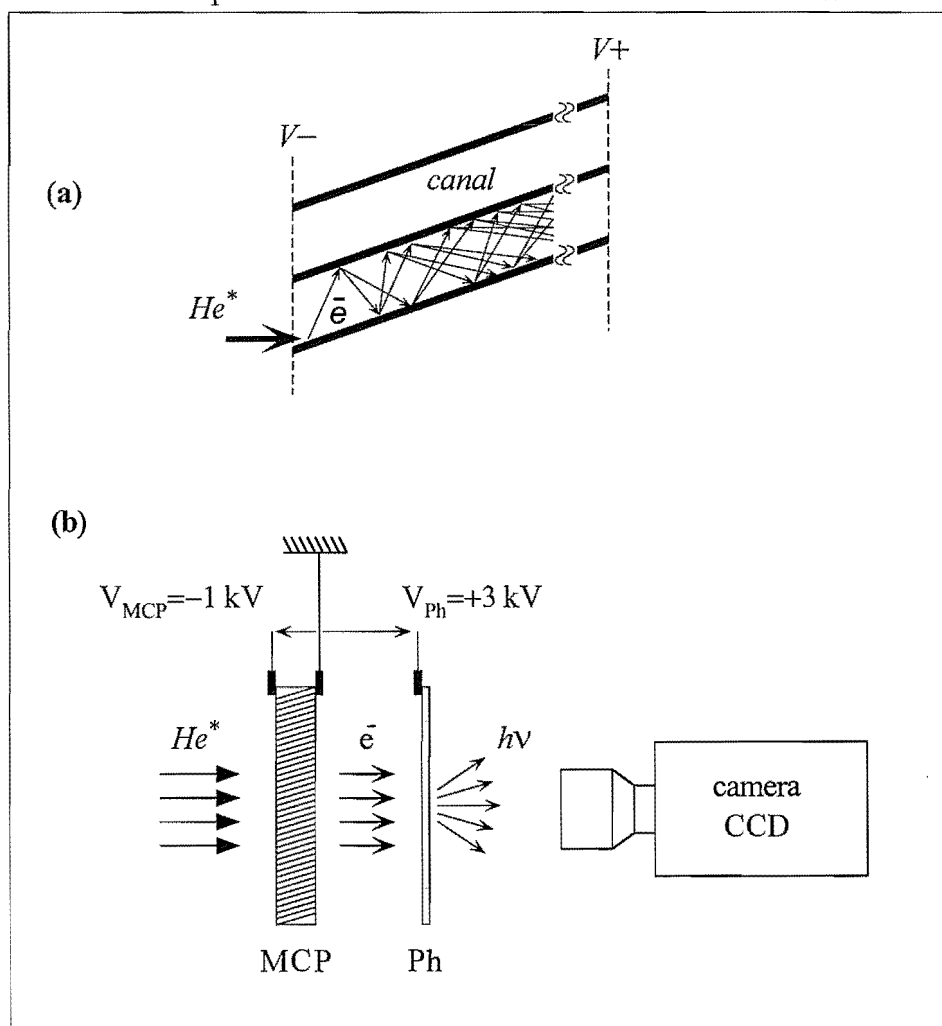 V+
V−
(a)
canal
He*
ē
(b)
V_MCP=−1 kV V_Ph=+3 kV
He* ē hν
camera
CCD
MCP Ph